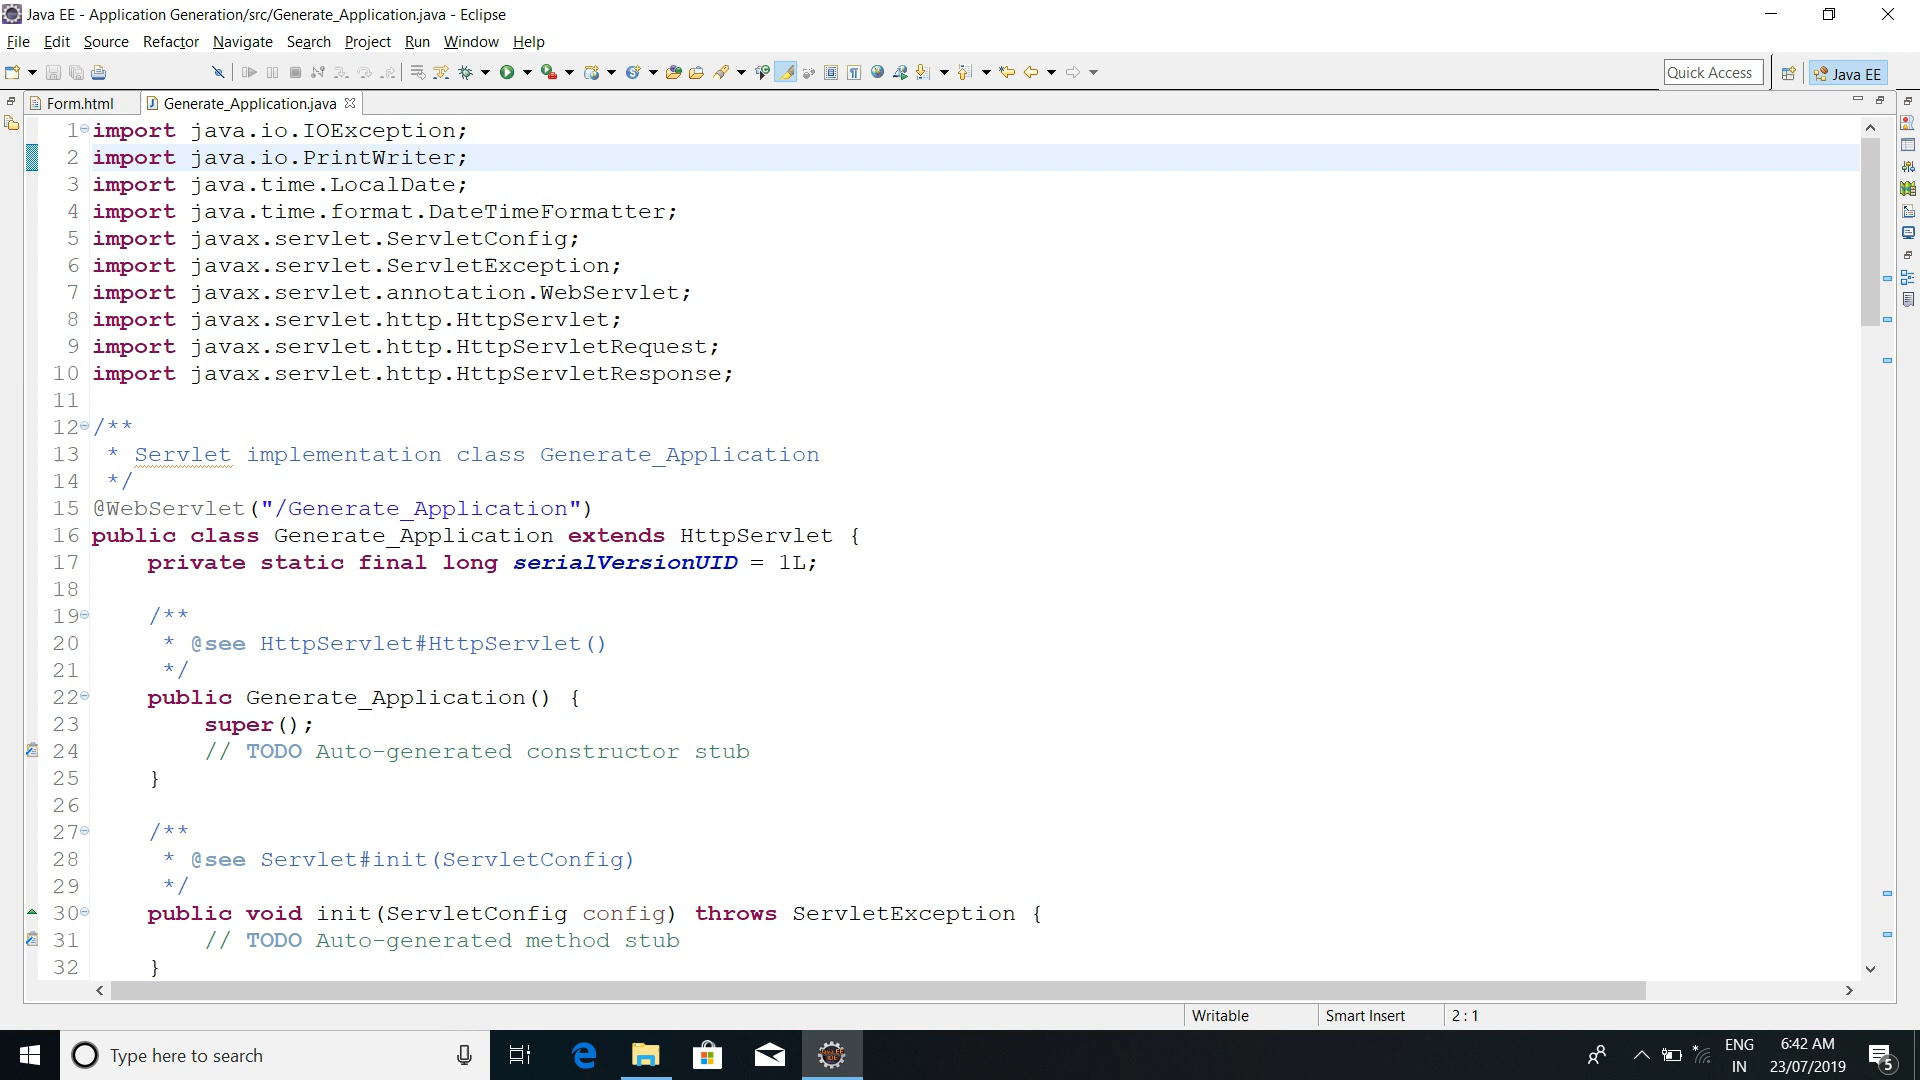 Java EE - Application Generation/src/Generate_Application.java - Eclipse
File Edit Source Refactor Navigate Search Project Run Window Help
Quick Access Java EE
Form.html Generate_Application.java
1 import java.io.IOException;
2 import java.io.PrintWriter;
3 import java.time.LocalDate;
4 import java.time.format.DateTimeFormatter;
5 import javax.servlet.ServletConfig;
6 import javax.servlet.ServletException;
7 import javax.servlet.annotation.WebServlet;
8 import javax.servlet.http.HttpServlet;
9 import javax.servlet.http.HttpServletRequest;
10 import javax.servlet.http.HttpServletResponse;
11
12 /**
13 * Servlet implementation class Generate_Application
14 */
15 @WebServlet("/Generate_Application")
16 public class Generate_Application extends HttpServlet {
17 private static final long serialVersionUID = 1L;
18
19 /**
20 * @see HttpServlet#HttpServlet()
21 */
22 public Generate_Application() {
23 super();
24 // TODO Auto-generated constructor stub
25 }
26
27 /**
28 * @see Servlet#init(ServletConfig)
29 */
30 public void init(ServletConfig config) throws ServletException {
31 // TODO Auto-generated method stub
32 }
Writable Smart Insert 2 : 1
Type here to search
ENG 6:42 AM
IN 23/07/2019 5